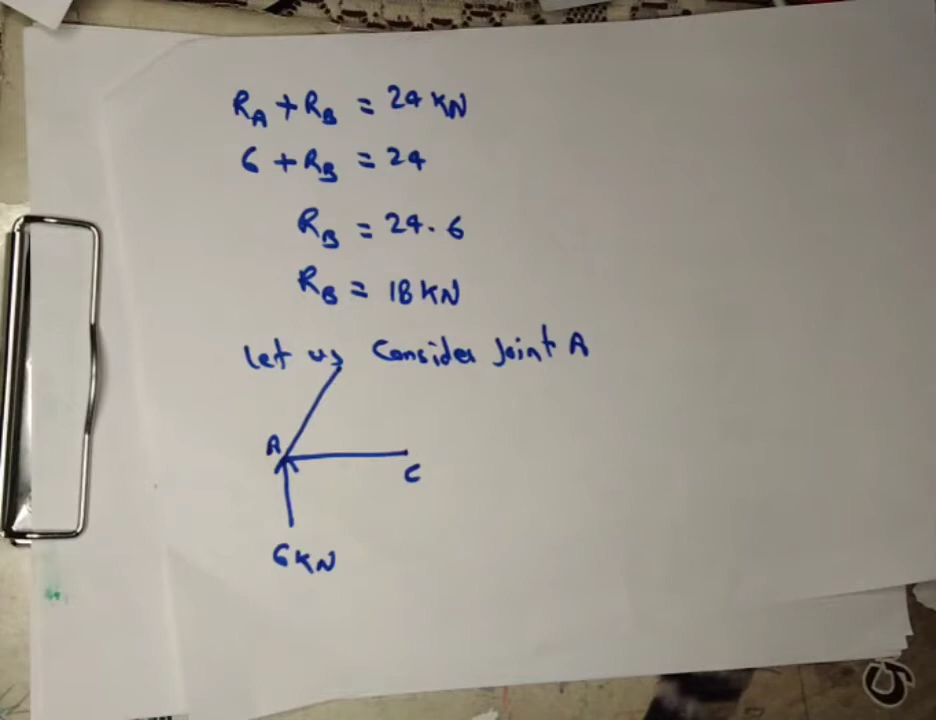 RA + RB = 24 KN
6 + RB = 24
RB = 24 - 6
RB = 18 KN
Let us Consider Joint A
A
C
6KN